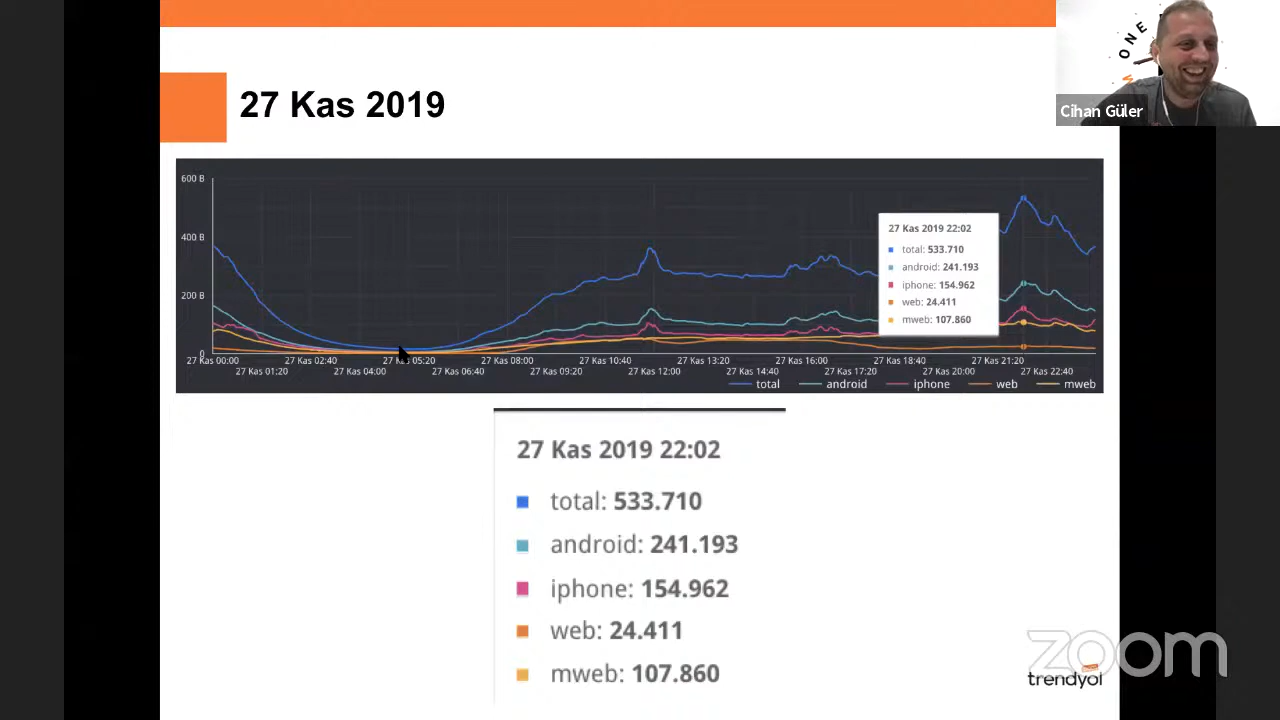 27 Kas 2019
ONE
Cihan Güler
600 B
400 B
200 B
0
27 Kas 2019 22:02
total: 533.710
android: 241.193
iphone: 154.962
web: 24.411
mweb: 107.860
27 Kas 00:00 27 Kas 02:40 27 Kas 05:20 27 Kas 08:00 27 Kas 10:40 27 Kas 13:20 27 Kas 16:00 27 Kas 18:40 27 Kas 21:20
27 Kas 01:20 27 Kas 04:00 27 Kas 06:40 27 Kas 09:20 27 Kas 12:00 27 Kas 14:40 27 Kas 17:20 27 Kas 20:00 27 Kas 22:40
total android iphone web mweb
27 Kas 2019 22:02
total: 533.710
android: 241.193
iphone: 154.962
web: 24.411
mweb: 107.860
zoom
trendyol